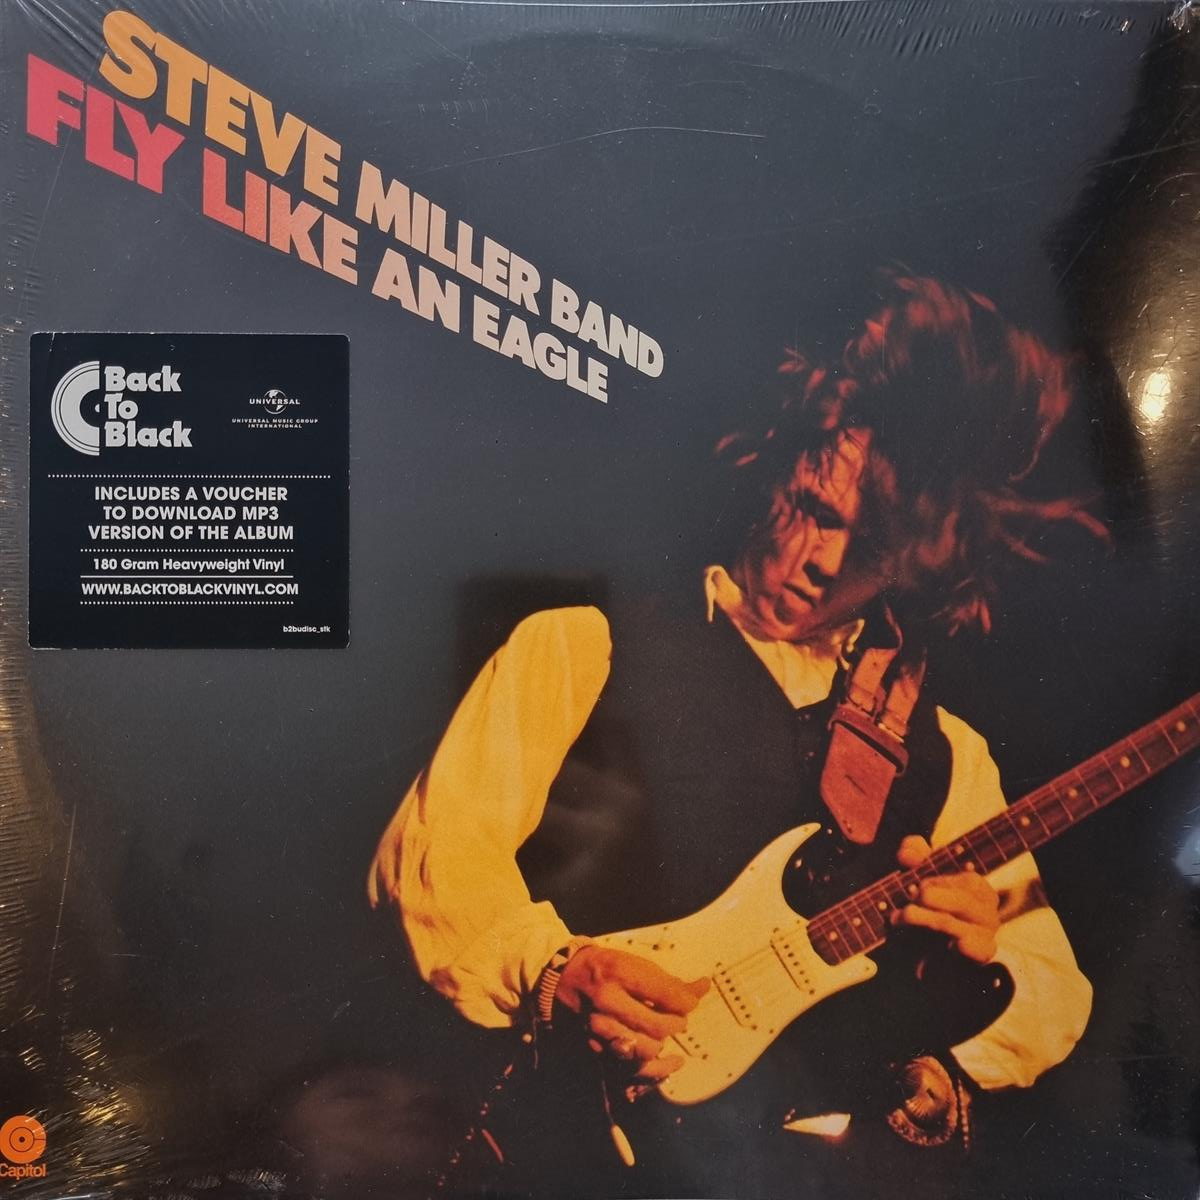 STEVE MILLER BAND
FLY LIKE AN EAGLE
Back
To
Black
UNIVERSAL
UNIVERSAL MUSIC GROUP
INTERNATIONAL
INCLUDES A VOUCHER
TO DOWNLOAD MP3
VERSION OF THE ALBUM
180 Gram Heavyweight Vinyl
WWW.BACKTOBLACKVINYL.COM
b2budisc_stk
Capitol